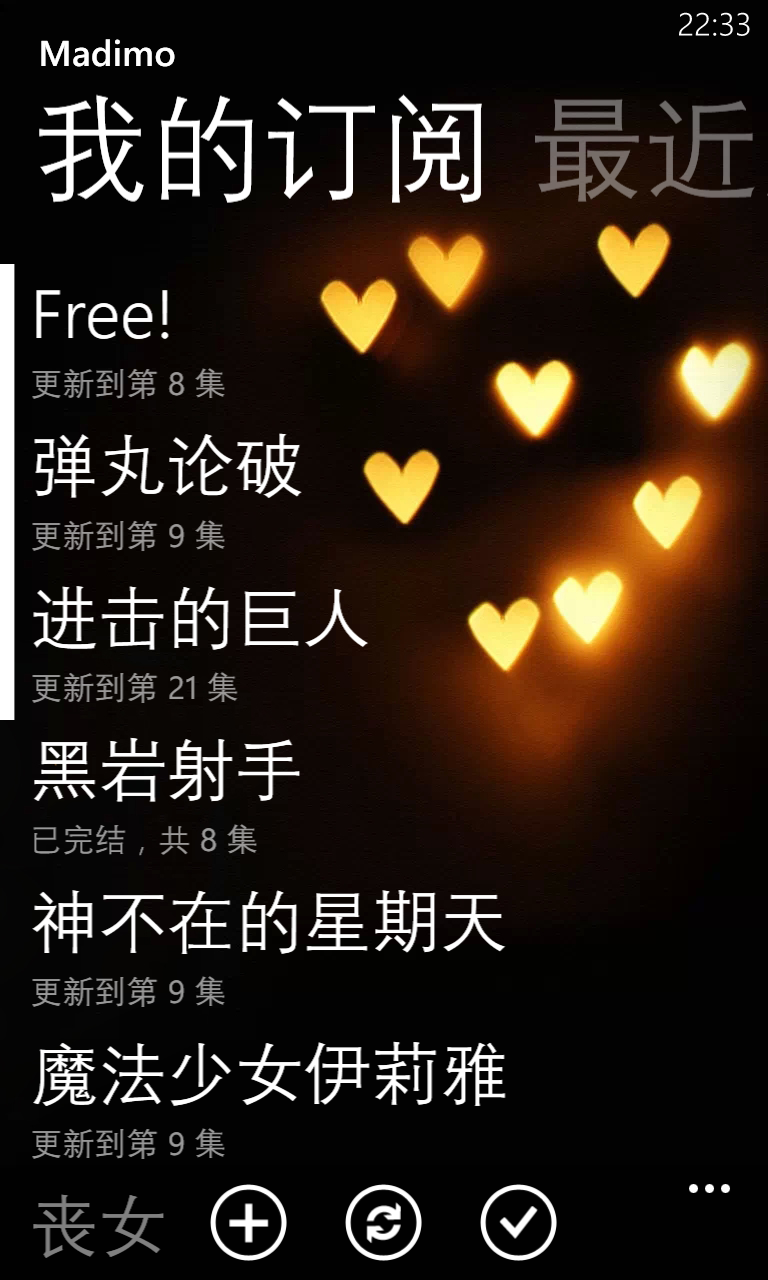 22:33
Madimo
我的订阅 最近
Free!
更新到第 8 集
弹丸论破
更新到第 9 集
进击的巨人
更新到第 21 集
黑岩射手
已完结，共 8 集
神不在的星期天
更新到第 9 集
魔法少女伊莉雅
更新到第 9 集
丧女